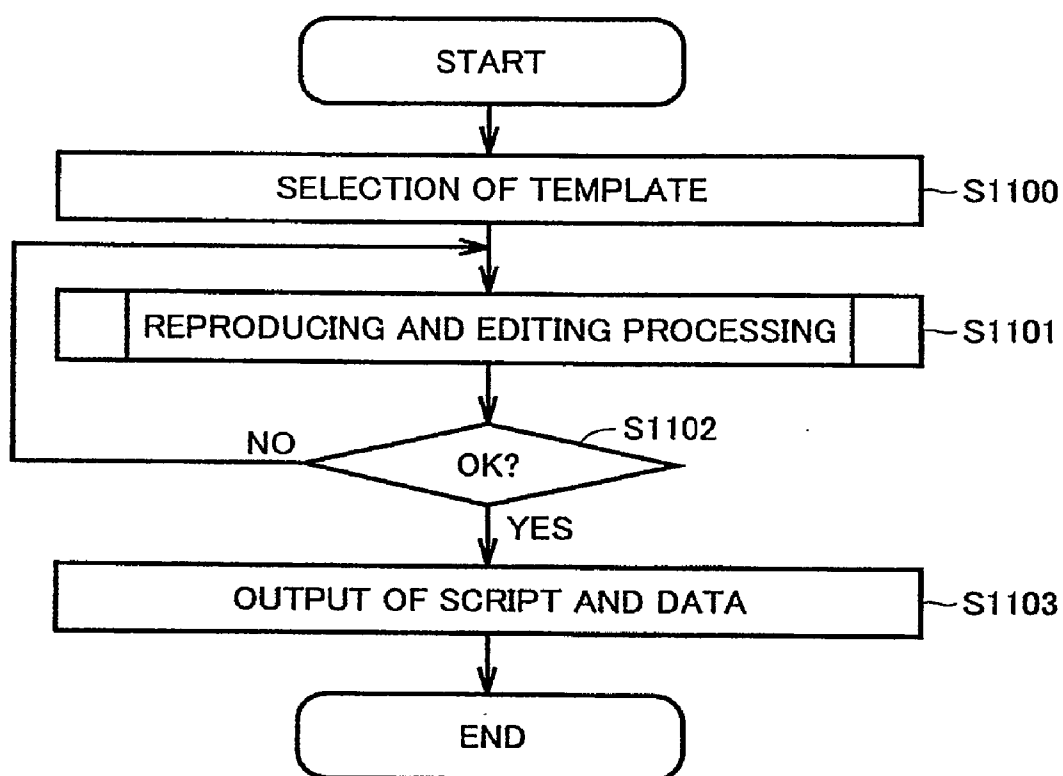 START
SELECTION OF TEMPLATE
S1100
REPRODUCING AND EDITING PROCESSING
S1101
S1102
NO
OK?
YES
OUTPUT OF SCRIPT AND DATA
S1103
END